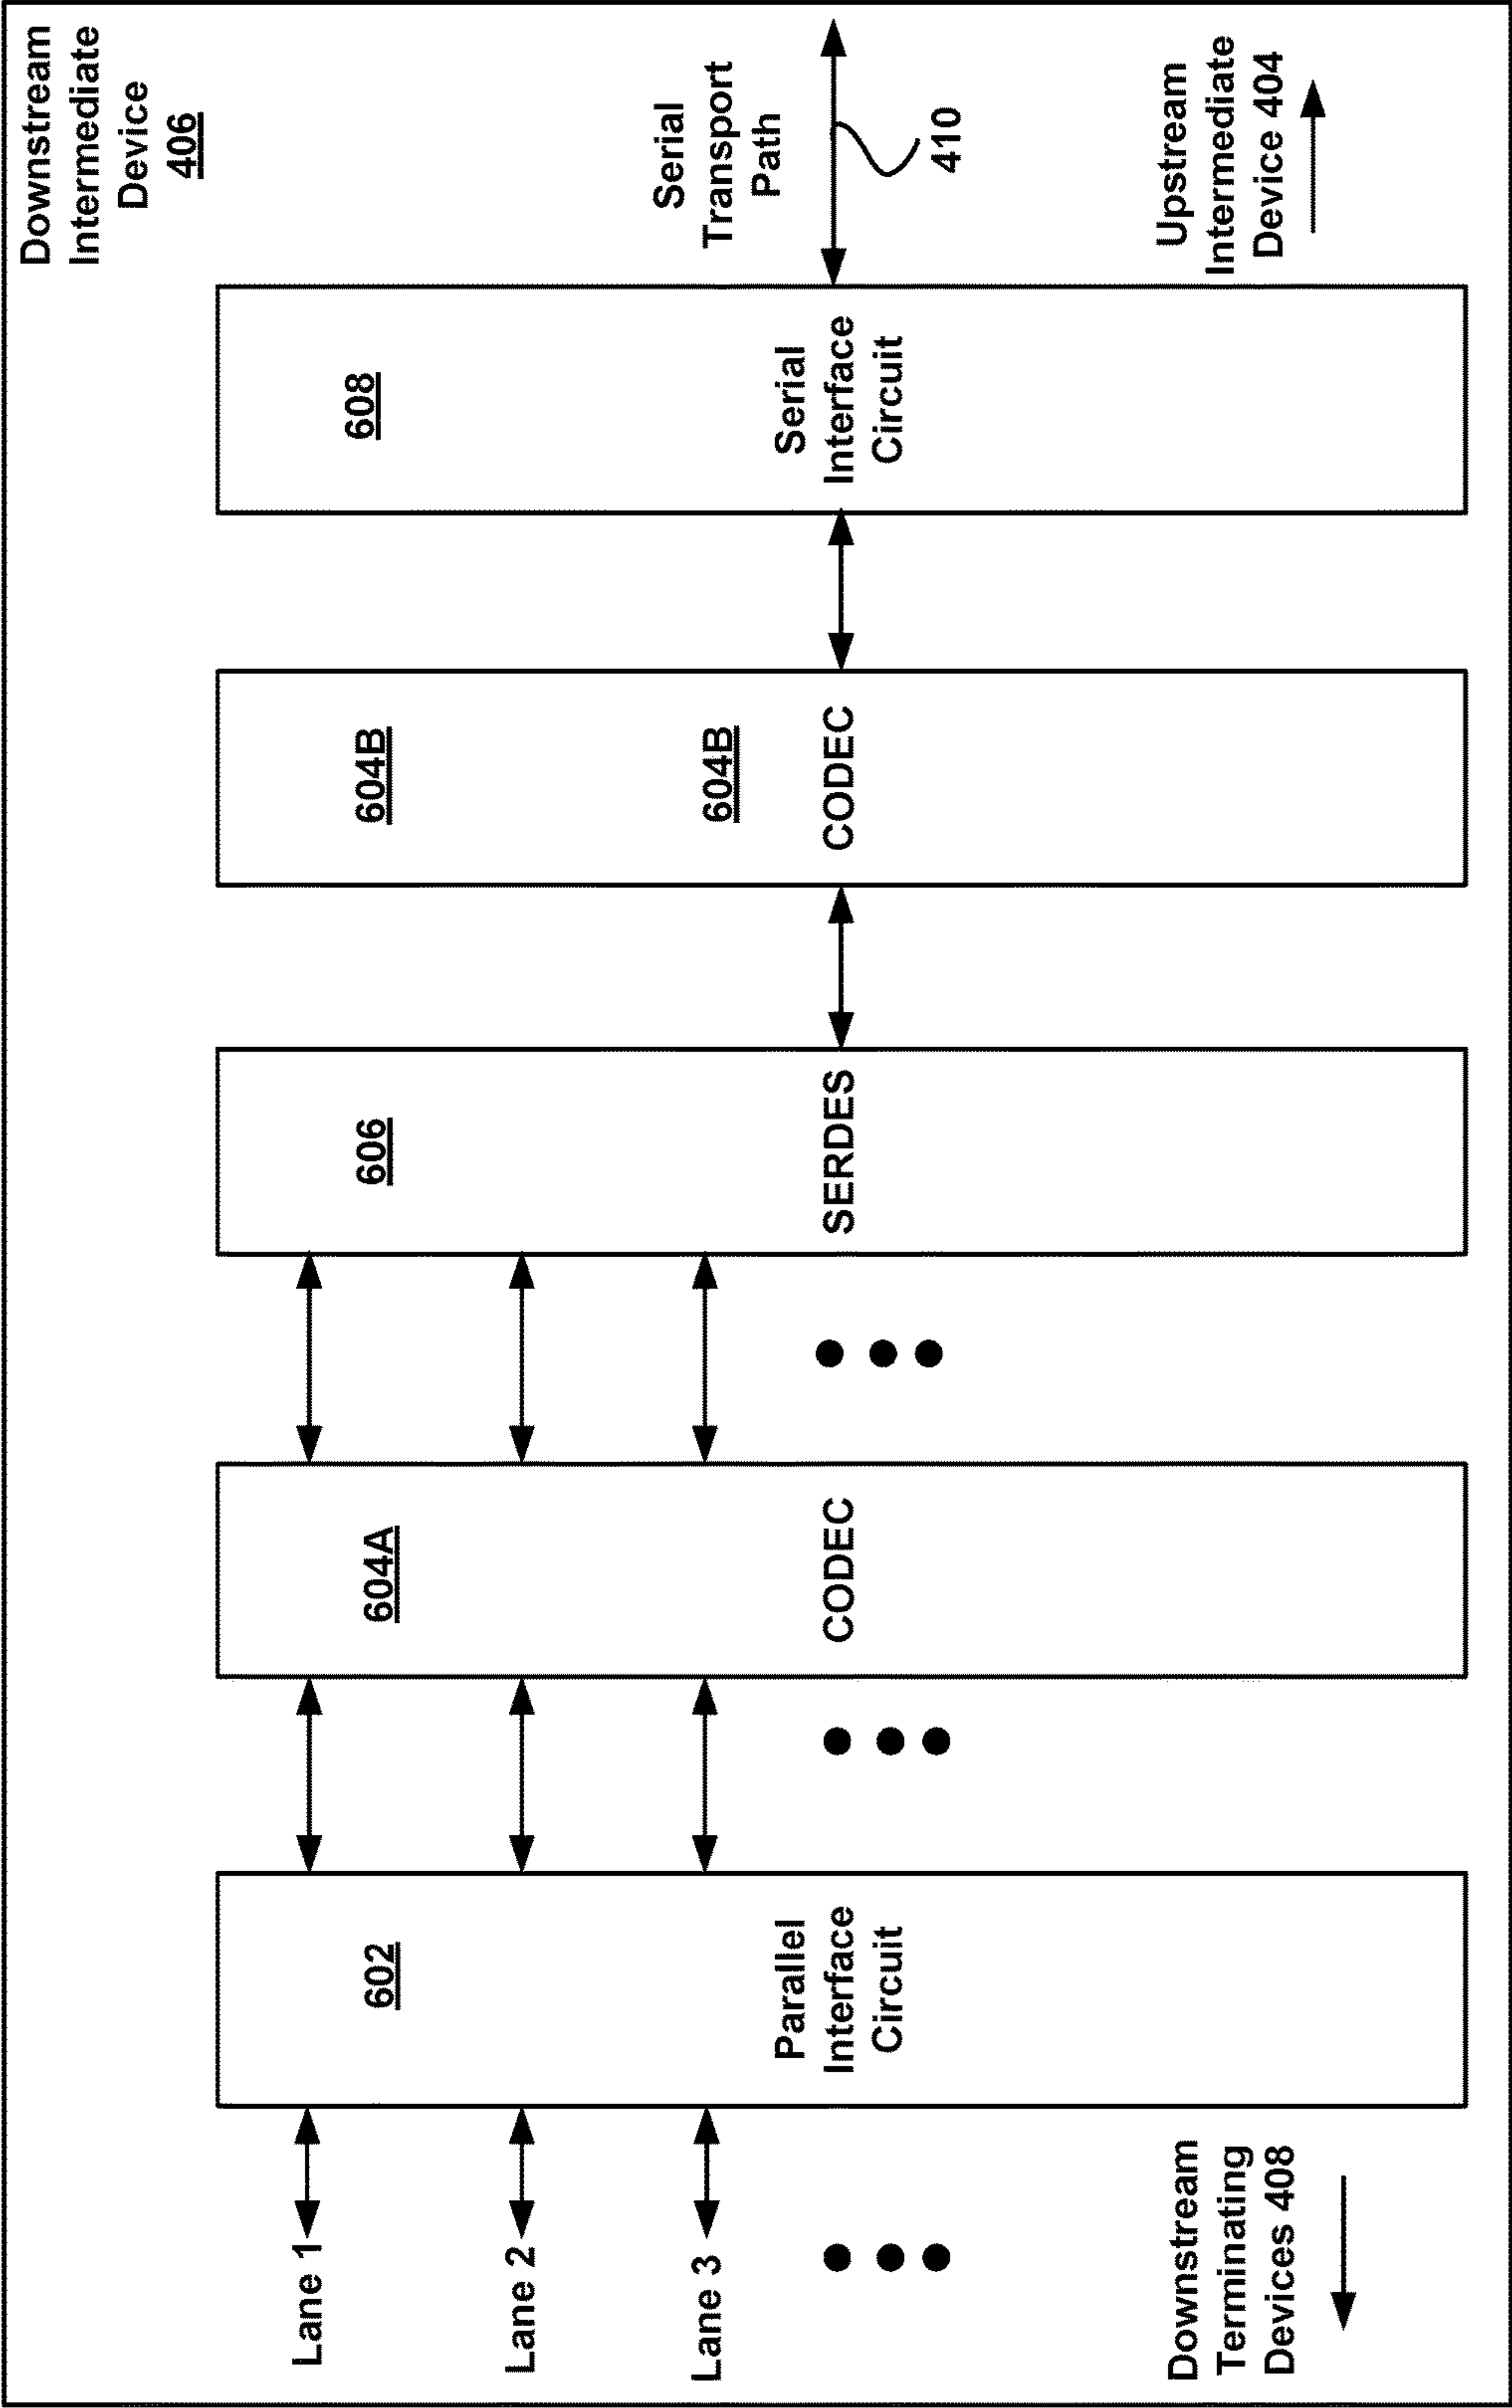 Downstream
Intermediate
Device
406
Lane 1
Lane 2
Lane 3
602
Parallel
Interface
Circuit
604A
CODEC
606
SERDES
604B
604B
CODEC
608
Serial
Interface
Circuit
Serial
Transport
Path
410
Downstream
Terminating
Devices 408
Upstream
Intermediate
Device 404